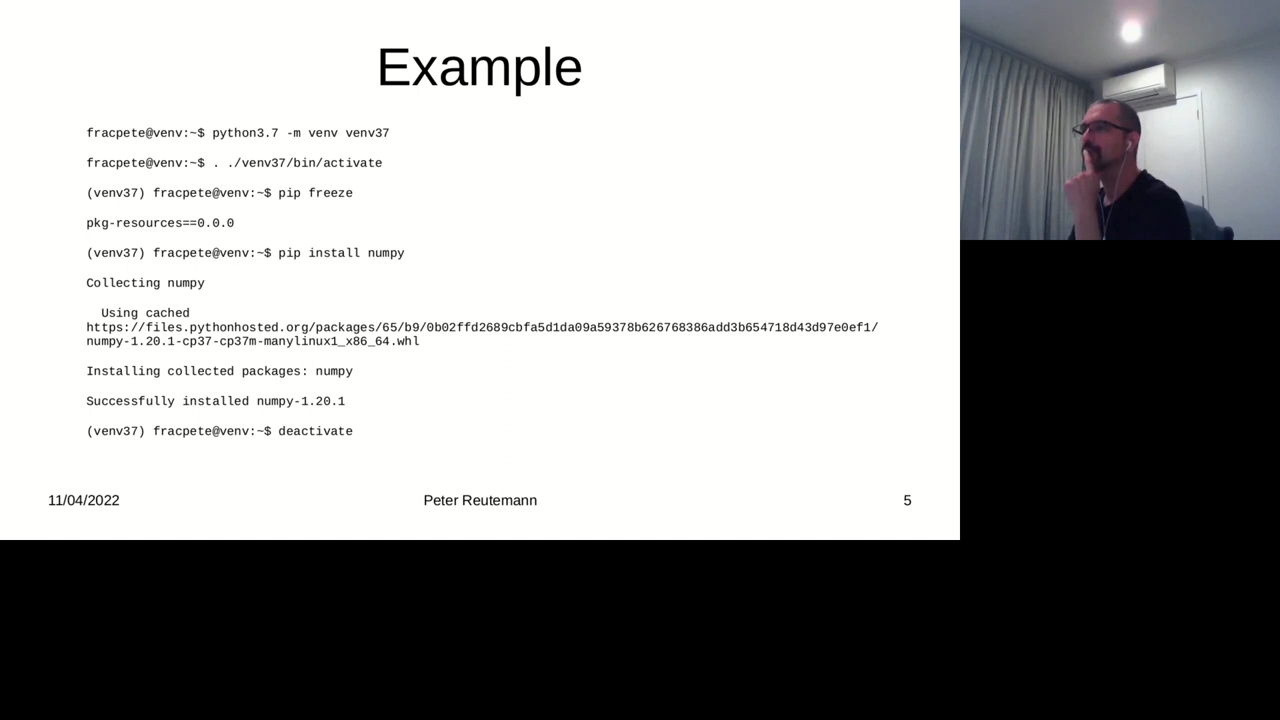 Example
fracpete@venv:~$ python3.7 -m venv venv37
fracpete@venv:~$ . ./venv37/bin/activate
(venv37) fracpete@venv:~$ pip freeze
pkg-resources==0.0.0
(venv37) fracpete@venv:~$ pip install numpy
Collecting numpy
Using cached
https://files.pythonhosted.org/packages/65/b9/0b02ffd2689cbfa5d1da09a59378b626768386add3b654718d43d97e0ef1/
numpy-1.20.1-cp37-cp37m-manylinux1_x86_64.whl
Installing collected packages: numpy
Successfully installed numpy-1.20.1
(venv37) fracpete@venv:~$ deactivate
11/04/2022
Peter Reutemann
5